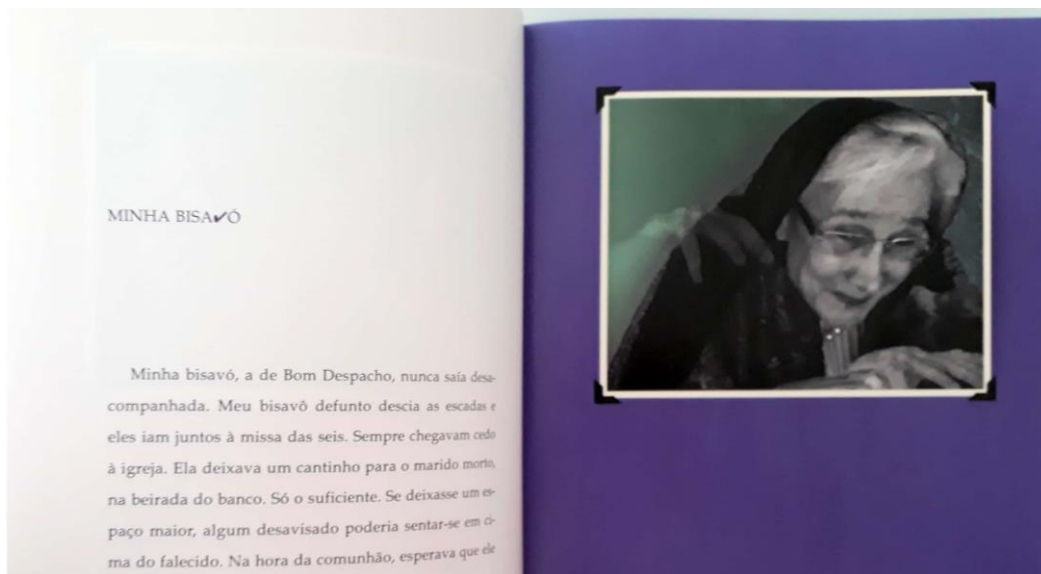 MINHA BISAVÓ
Minha bisavó, a de Bom Despacho, nunca saía desa-
companhada. Meu bisavô defunto descia as escadas e
eles iam juntos à missa das seis. Sempre chegavam cedo
à igreja. Ela deixava um cantinho para o marido morto,
na beirada do banco. Só o suficiente. Se deixasse um es-
paço maior, algum desavisado poderia sentar-se em ci-
ma do falecido. Na hora da comunhão, esperava que ele